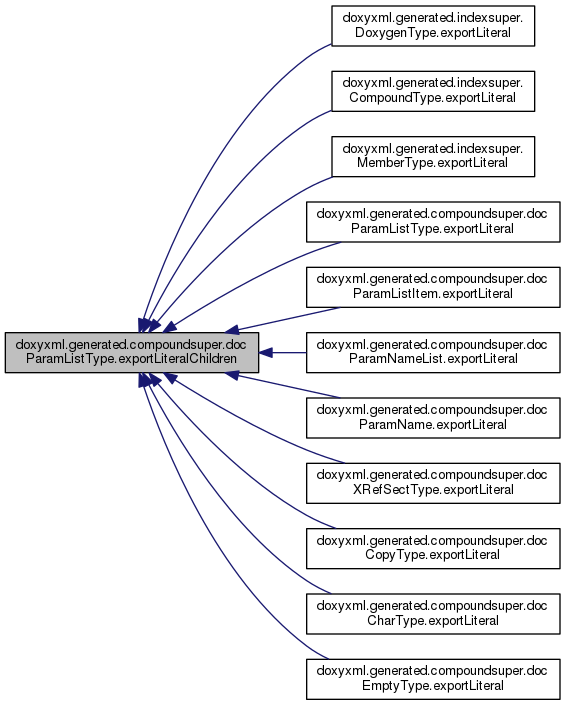 doxyxml.generated.indexsuper.
DoxygenType.exportLiteral
doxyxml.generated.indexsuper.
CompoundType.exportLiteral
doxyxml.generated.indexsuper.
MemberType.exportLiteral
doxyxml.generated.compoundsuper.doc
ParamListType.exportLiteral
doxyxml.generated.compoundsuper.doc
ParamListItem.exportLiteral
doxyxml.generated.compoundsuper.doc
ParamListType.exportLiteralChildren
doxyxml.generated.compoundsuper.doc
ParamNameList.exportLiteral
doxyxml.generated.compoundsuper.doc
ParamName.exportLiteral
doxyxml.generated.compoundsuper.doc
XRefSectType.exportLiteral
doxyxml.generated.compoundsuper.doc
CopyType.exportLiteral
doxyxml.generated.compoundsuper.doc
CharType.exportLiteral
doxyxml.generated.compoundsuper.doc
EmptyType.exportLiteral